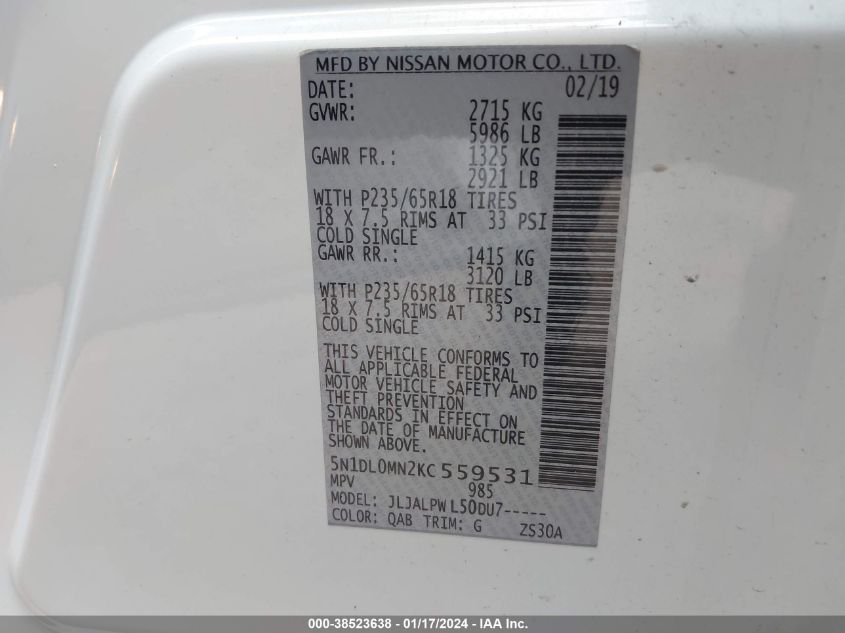 MFD BY NISSAN MOTOR CO., LTD.
DATE: 02/19
GVWR: 2715 KG
5986 LB
GAWR FR.: 1325 KG
2921 LB
WITH P235/65R18 TIRES
18 X 7.5 RIMS AT 33 PSI
COLD SINGLE
GAWR RR.: 1415 KG
3120 LB
WITH P235/65R18 TIRES
18 X 7.5 RIMS AT 33 PSI
COLD SINGLE
THIS VEHICLE CONFORMS TO
ALL APPLICABLE FEDERAL
MOTOR VEHICLE SAFETY AND
THEFT PREVENTION
STANDARDS IN EFFECT ON
THE DATE OF MANUFACTURE
SHOWN ABOVE.
5N1DL0MN2KC 559531
MPV 985
MODEL: JLJALPW L50DU7-----
COLOR: QAB TRIM: G ZS30A
000-38523638 - 01/17/2024 - IAA Inc.